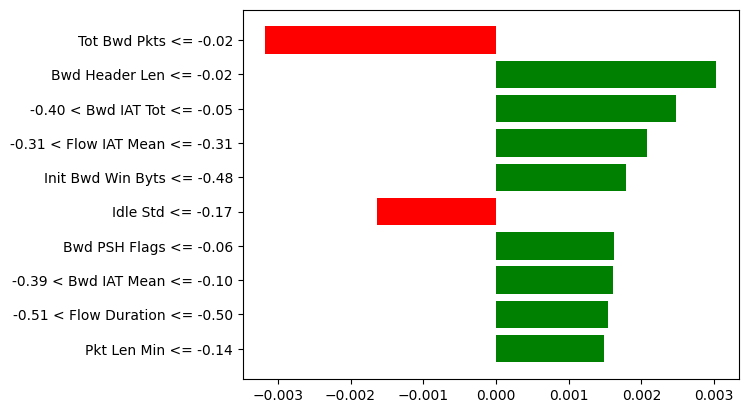 Tot Bwd Pkts <= -0.02
Bwd Header Len <= -0.02
-0.40 < Bwd IAT Tot <= -0.05
-0.31 < Flow IAT Mean <= -0.31
Init Bwd Win Byts <= -0.48
Idle Std <= -0.17
Bwd PSH Flags <= -0.06
-0.39 < Bwd IAT Mean <= -0.10
-0.51 < Flow Duration <= -0.50
Pkt Len Min <= -0.14
−0.003 −0.002 −0.001 0.000 0.001 0.002 0.003